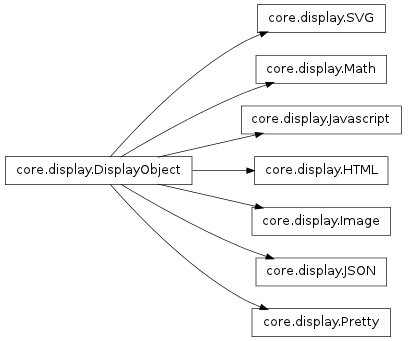 core.display.SVG
core.display.Math
core.display.Javascript
core.display.DisplayObject
core.display.HTML
core.display.Image
core.display.JSON
core.display.Pretty